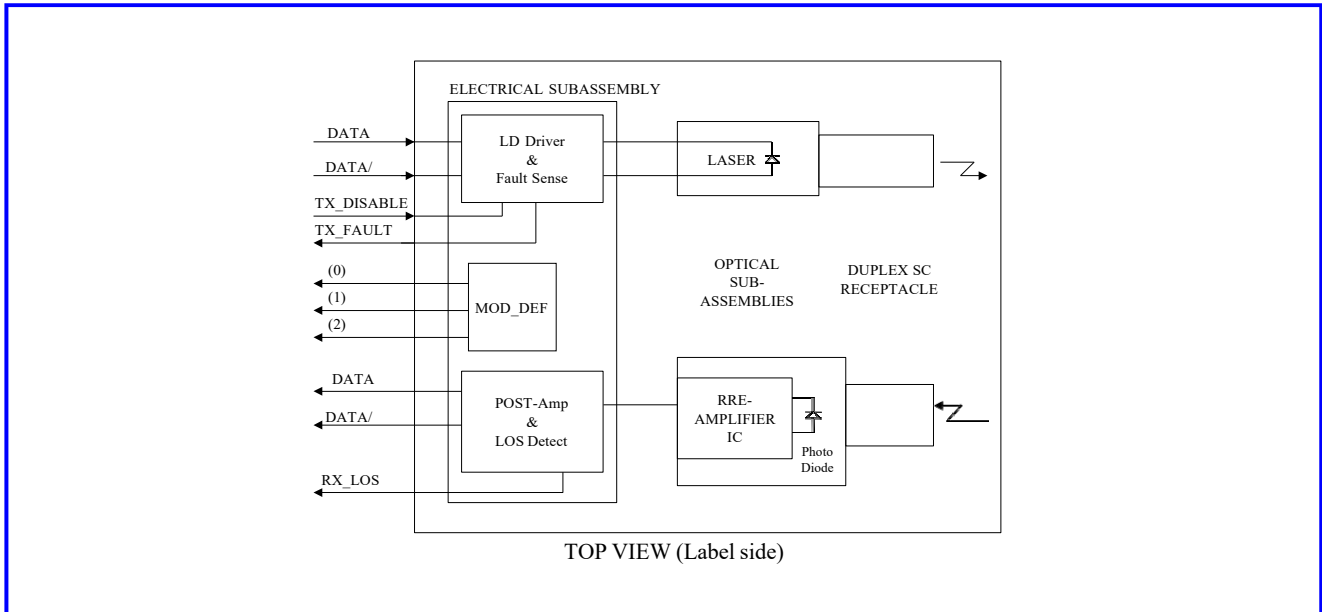 ELECTRICAL SUBASSEMBLY
DATA
DATA/
TX_DISABLE
TX_FAULT
LD Driver
&
Fault Sense
LASER
(0)
(1)
(2)
MOD_DEF
OPTICAL
SUB-
ASSEMBLIES
DUPLEX SC
RECEPTACLE
DATA
DATA/
RX_LOS
POST-Amp
&
LOS Detect
RRE-
AMPLIFIER
IC
Photo
Diode
TOP VIEW (Label side)